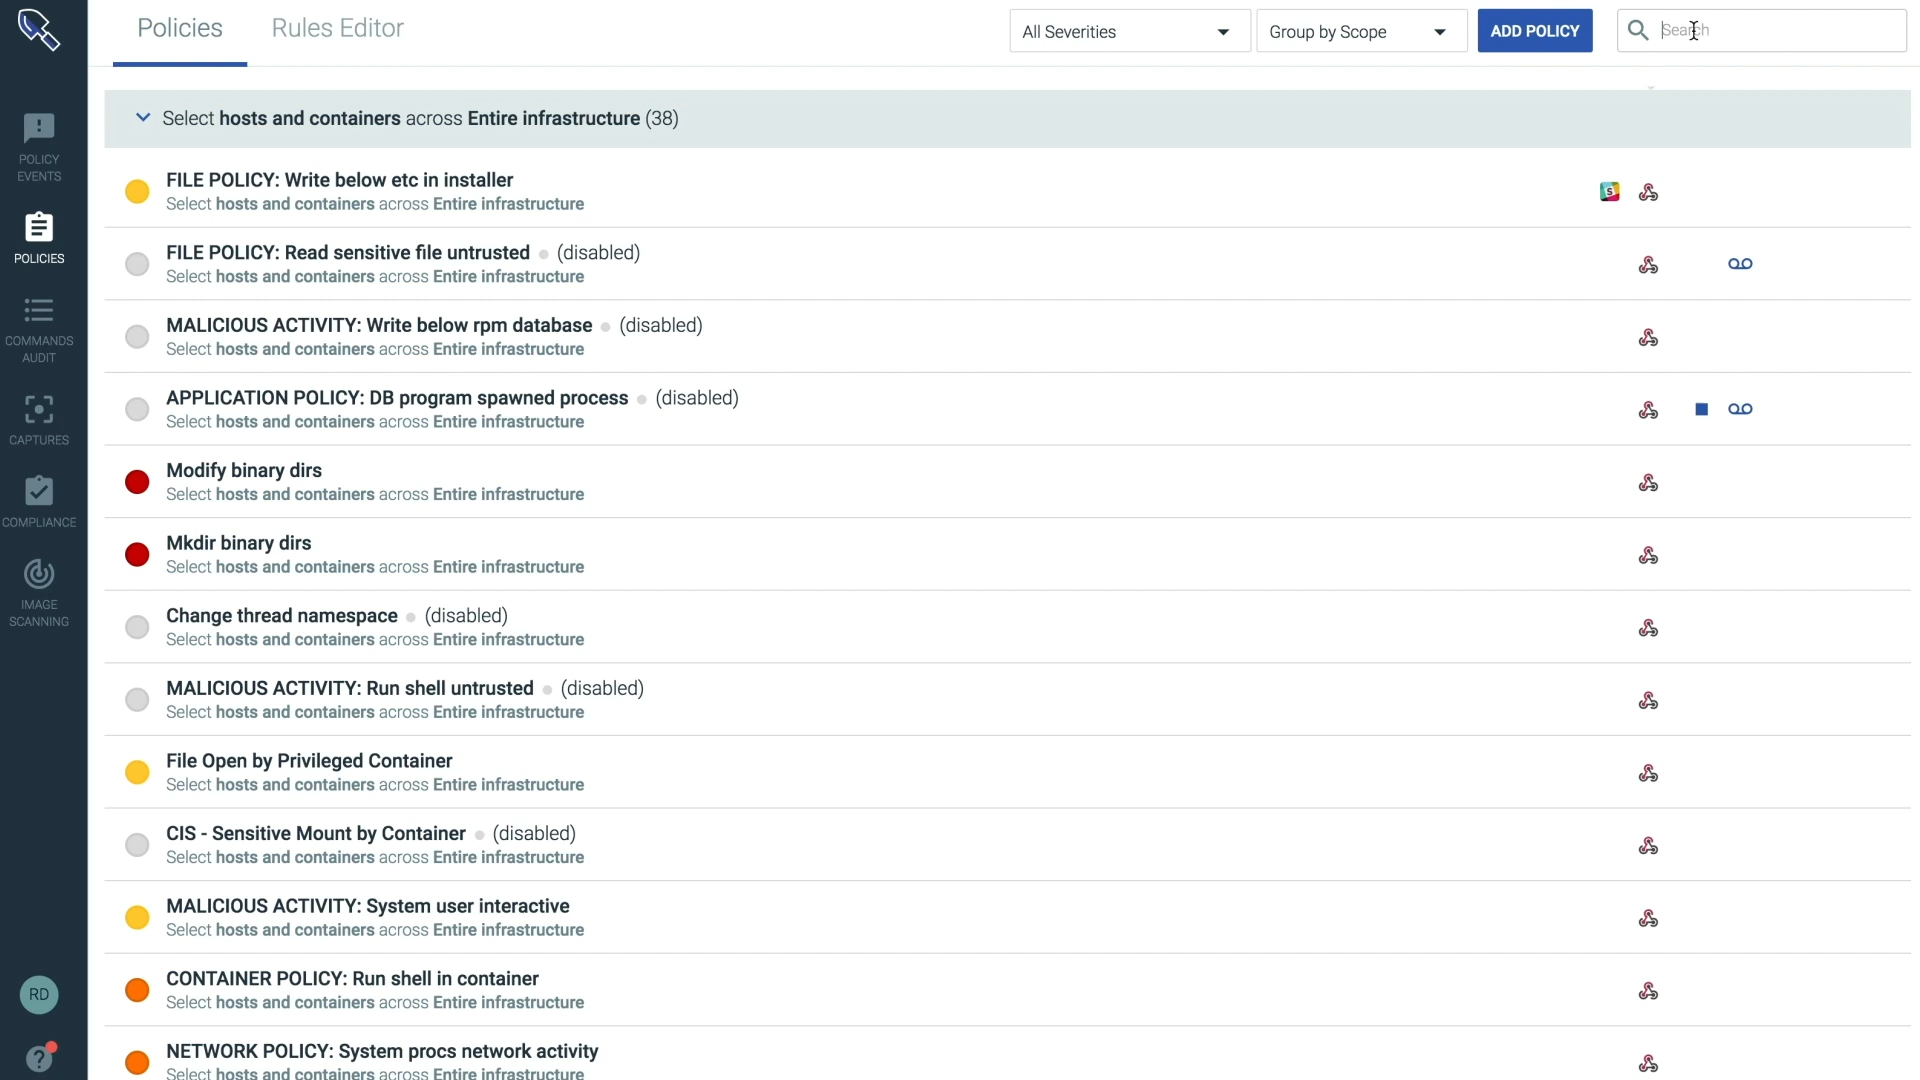 Policies
Rules Editor
All Severities
Group by Scope
ADD POLICY
Search
POLICY
EVENTS
POLICIES
COMMANDS
AUDIT
CAPTURES
COMPLIANCE
IMAGE
SCANNING
RD
?
Select hosts and containers across Entire infrastructure (38)
FILE POLICY: Write below etc in installer
Select hosts and containers across Entire infrastructure
S
FILE POLICY: Read sensitive file untrusted (disabled)
Select hosts and containers across Entire infrastructure
MALICIOUS ACTIVITY: Write below rpm database (disabled)
Select hosts and containers across Entire infrastructure
APPLICATION POLICY: DB program spawned process (disabled)
Select hosts and containers across Entire infrastructure
Modify binary dirs
Select hosts and containers across Entire infrastructure
Mkdir binary dirs
Select hosts and containers across Entire infrastructure
Change thread namespace (disabled)
Select hosts and containers across Entire infrastructure
MALICIOUS ACTIVITY: Run shell untrusted (disabled)
Select hosts and containers across Entire infrastructure
File Open by Privileged Container
Select hosts and containers across Entire infrastructure
CIS - Sensitive Mount by Container (disabled)
Select hosts and containers across Entire infrastructure
MALICIOUS ACTIVITY: System user interactive
Select hosts and containers across Entire infrastructure
CONTAINER POLICY: Run shell in container
Select hosts and containers across Entire infrastructure
NETWORK POLICY: System procs network activity
Select hosts and containers across Entire infrastructure